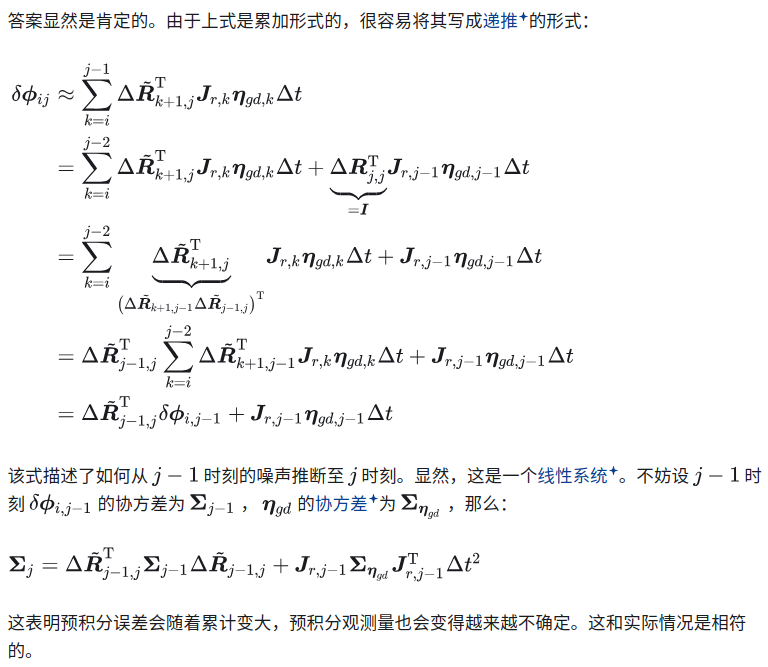 答案显然是肯定的。由于上式是累加形式的，很容易将其写成递推✦的形式：
$\delta\boldsymbol{\phi}_{ij} \approx \sum_{k=i}^{j-1} \Delta\tilde{\boldsymbol{R}}_{k+1,j}^{\mathrm{T}} \boldsymbol{J}_{r,k} \boldsymbol{\eta}_{gd,k} \Delta t$
$= \sum_{k=i}^{j-2} \Delta\tilde{\boldsymbol{R}}_{k+1,j}^{\mathrm{T}} \boldsymbol{J}_{r,k} \boldsymbol{\eta}_{gd,k} \Delta t + \underbrace{\Delta\boldsymbol{R}_{j,j}^{\mathrm{T}}}_{=\boldsymbol{I}} \boldsymbol{J}_{r,j-1} \boldsymbol{\eta}_{gd,j-1} \Delta t$
$= \sum_{k=i}^{j-2} \underbrace{\Delta\tilde{\boldsymbol{R}}_{k+1,j}^{\mathrm{T}}}_{(\Delta\tilde{\boldsymbol{R}}_{k+1,j-1} \Delta\tilde{\boldsymbol{R}}_{j-1,j})^{\mathrm{T}}} \boldsymbol{J}_{r,k} \boldsymbol{\eta}_{gd,k} \Delta t + \boldsymbol{J}_{r,j-1} \boldsymbol{\eta}_{gd,j-1} \Delta t$
$= \Delta\tilde{\boldsymbol{R}}_{j-1,j}^{\mathrm{T}} \sum_{k=i}^{j-2} \Delta\tilde{\boldsymbol{R}}_{k+1,j-1}^{\mathrm{T}} \boldsymbol{J}_{r,k} \boldsymbol{\eta}_{gd,k} \Delta t + \boldsymbol{J}_{r,j-1} \boldsymbol{\eta}_{gd,j-1} \Delta t$
$= \Delta\tilde{\boldsymbol{R}}_{j-1,j}^{\mathrm{T}} \delta\boldsymbol{\phi}_{i,j-1} + \boldsymbol{J}_{r,j-1} \boldsymbol{\eta}_{gd,j-1} \Delta t$
该式描述了如何从 $j-1$ 时刻的噪声推断至 $j$ 时刻。显然，这是一个线性系统✦。不妨设 $j-1$ 时
刻 $\delta\boldsymbol{\phi}_{i,j-1}$ 的协方差为 $\boldsymbol{\Sigma}_{j-1}$ ，$\boldsymbol{\eta}_{gd}$ 的协方差✦为 $\boldsymbol{\Sigma}_{\boldsymbol{\eta}_{gd}}$ ，那么：
$\boldsymbol{\Sigma}_j = \Delta\tilde{\boldsymbol{R}}_{j-1,j}^{\mathrm{T}} \boldsymbol{\Sigma}_{j-1} \Delta\tilde{\boldsymbol{R}}_{j-1,j} + \boldsymbol{J}_{r,j-1} \boldsymbol{\Sigma}_{\boldsymbol{\eta}_{gd}} \boldsymbol{J}_{r,j-1}^{\mathrm{T}} \Delta t^2$
这表明预积分误差会随着累计变大，预积分观测量也会变得越来越不确定。这和实际情况是相符
的。